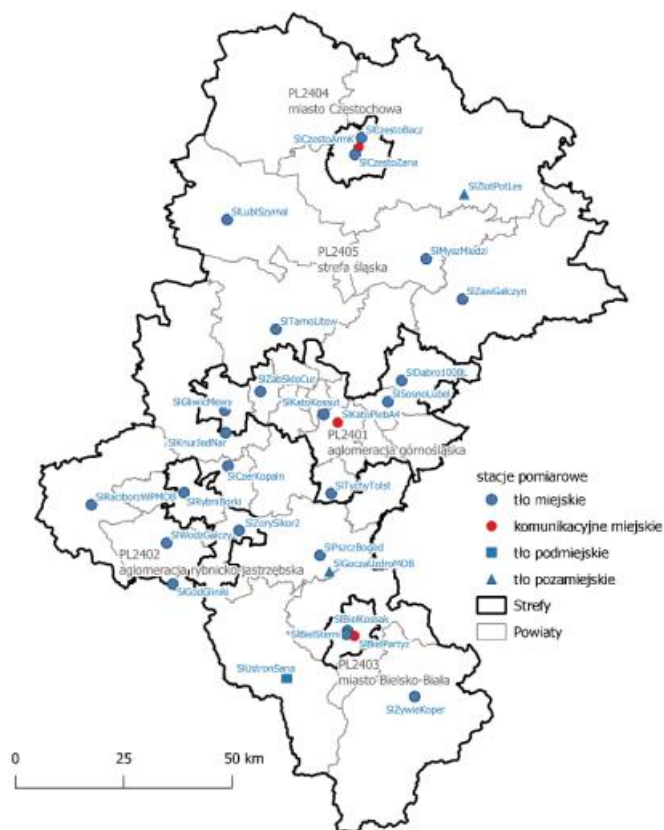 PL2404
miasto Częstochowa
SlCzestoBacz
SlCzestoArmK
SlCzestoZana
SlZlotPotLes
SlLublSzymal
PL2405
strefa śląska
SlMyszMiedzi
SlZawGalczyn
SlTarnoLitew
SlDabro1000L
SlZabSkloCur
SlSosnoLubel
SlGliwicMewy
SlKatoKossut
SlKatoPlebA4
PL2401
aglomeracja górnośląska
SlKnurJedNar
SlCzerKopaln
SlRaciborzWPMOB
SlRybniBorki
SlTychyTolst
SlZorySikor2
SlWodzGalczy
PL2402
aglomeracja rybnicko-jastrzębska
SlPszczBoged
SlGoczaUzdroMOB
SlGodGliniki
SlBielKossak
SlBielSterni
SlBielPartyz
PL2403
miasto Bielsko-Biała
SlUstronSana
SlZywieKoper
stacje pomiarowe
tło miejskie
komunikacyjne miejskie
tło podmiejskie
tło pozamiejskie
Strefy
Powiaty
0 25 50 km